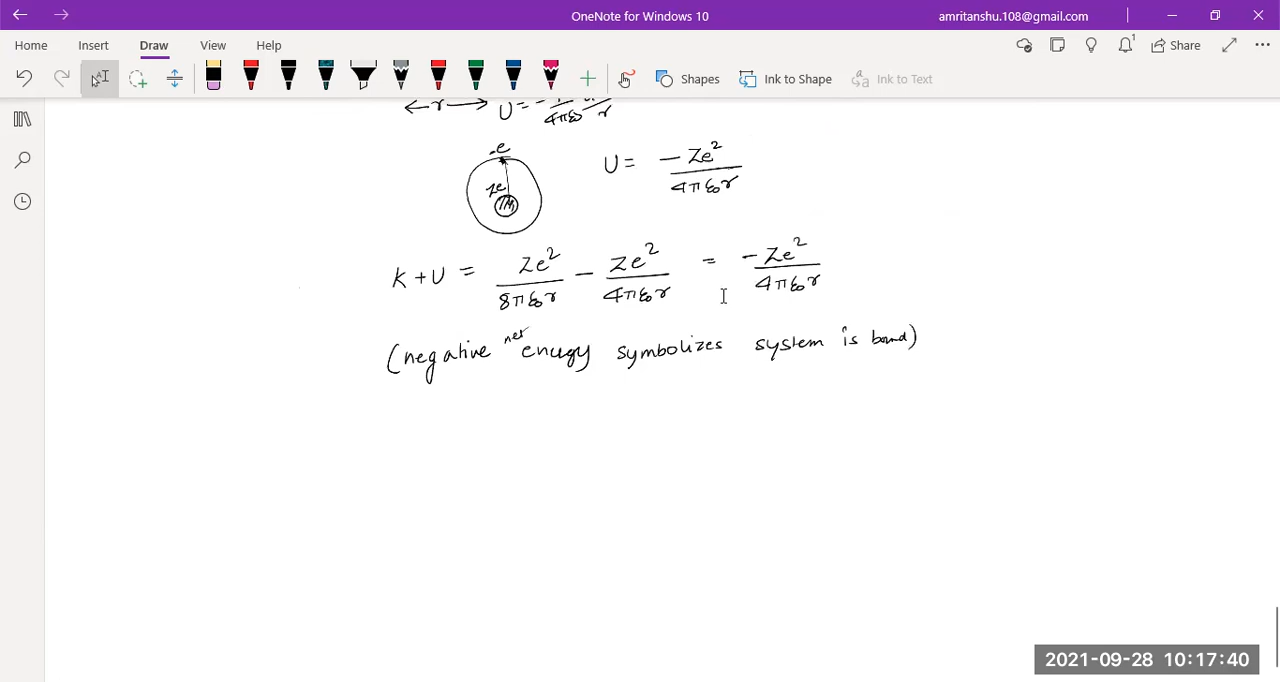 OneNote for Windows 10
amritanshu.108@gmail.com
Home Insert Draw View Help
Share
Shapes Ink to Shape Ink to Text
←r→ U = -1/4πε₀ /r
-e
Ze
U = -Ze²/4πε₀r
K+U = Ze²/8πε₀r - Ze²/4πε₀r = -Ze²/4πε₀r
(negative net energy symbolizes system is bound)
2021-09-28 10:17:40